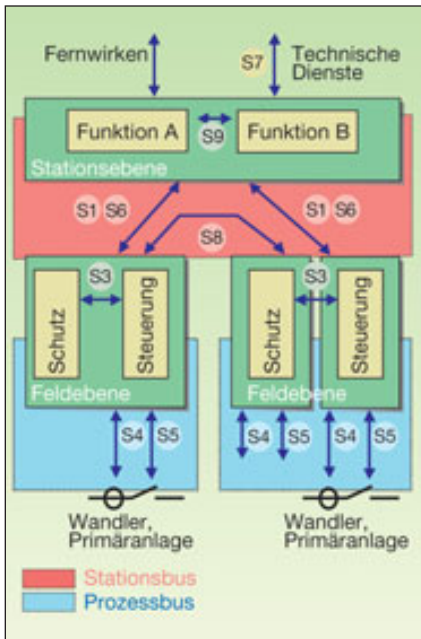 Fernwirken
S7
Technische
Dienste
Funktion A
S9
Funktion B
Stationsebene
S1 S6
S1 S6
S8
S3
S3
Schutz
Steuerung
Schutz
Steuerung
Feldebene
Feldebene
S4
S5
S4
S5
S4
S5
Wandler,
Primäranlage
Wandler,
Primäranlage
Stationsbus
Prozessbus